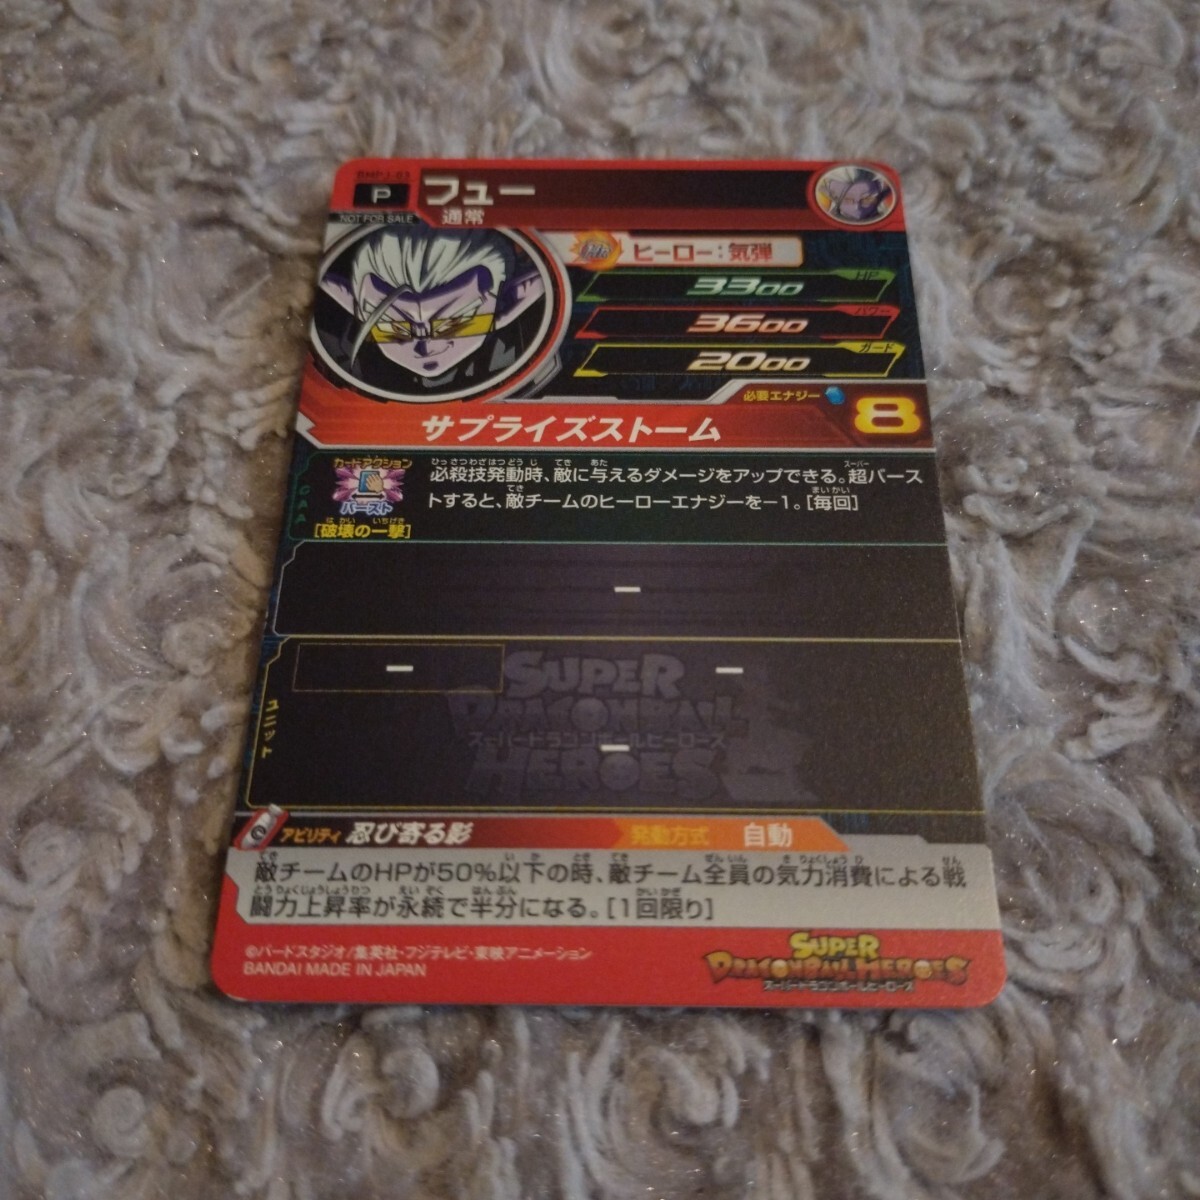 P
フュー
NOT FOR SALE
通常
ヒーロー：気弾
HP
3300
パワー
3600
ガード
2000
必要エナジー
8
サプライズストーム
CAA
カードアクション
バースト
[破壊の一撃]
必殺技発動時、敵に与えるダメージをアップできる。超バース
トすると、敵チームのヒーローエナジーを－1。[毎回]
ー
ユニット
ー
ー
ー
SUPER
DRAGONBALL
スーパードラゴンボールヒーローズ
HEROES
アビリティ 忍び寄る影
発動方式 自動
敵チームのHPが50%以下の時、敵チーム全員の気力消費による戦
闘力上昇率が永続で半分になる。[1回限り]
©バードスタジオ/集英社・フジテレビ・東映アニメーション
BANDAI MADE IN JAPAN
SUPER
DRAGONBALL HEROES
スーパードラゴンボールヒーローズ